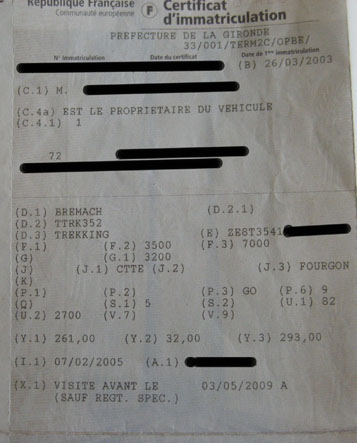 République Française
Communauté européenne
F
Certificat
d'immatriculation
PREFECTURE DE LA GIRONDE
33/001/TERM2C/OPBE/
N° Immatriculation Date du certificat Date de 1ère immatriculation
(B) 26/03/2003
(C.1) M.
(C.4a) EST LE PROPRIETAIRE DU VEHICULE
(C.4.1) 1
72
(D.1) BREMACH (D.2.1)
(D.2) TTRK352
(D.3) TREKKING (E) ZE8T3541
(F.1) (F.2) 3500 (F.3) 7000
(G) (G.1) 3200
(J) (J.1) CTTE (J.2) (J.3) FOURGON
(K)
(P.1) (P.2) (P.3) GO (P.6) 9
(Q) (S.1) 5 (S.2) (U.1) 82
(U.2) 2700 (V.7) (V.9)
(Y.1) 261,00 (Y.2) 32,00 (Y.3) 293,00
(I.1) 07/02/2005 (A.1)
(X.1) VISITE AVANT LE 03/05/2009 A
(SAUF REGT. SPEC.)